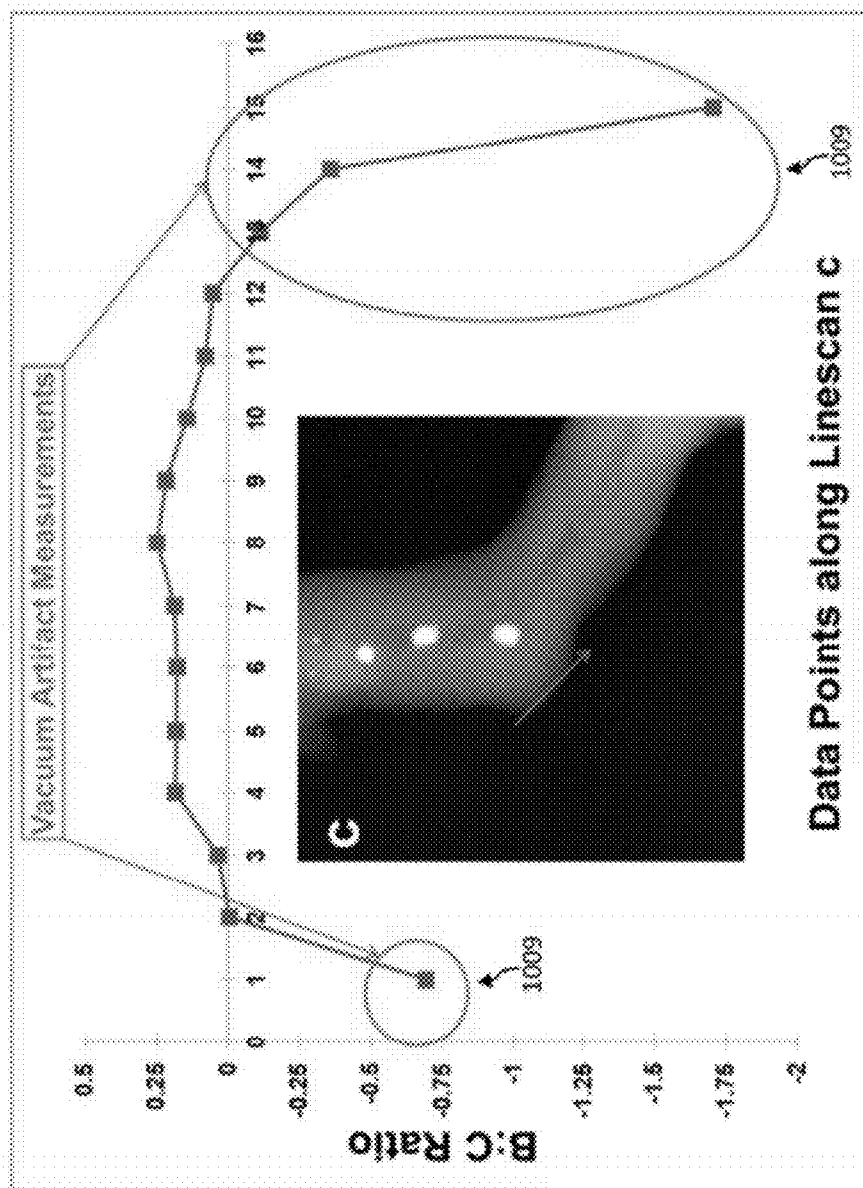 Vacuum Artifact Measurements
B:C Ratio
0.5
0.25
0
-0.25
-0.5
-0.75
-1
-1.25
-1.5
-1.75
-2
0 1 2 3 4 5 6 7 8 9 10 11 12 13 14 15 16
1009
1009
C
Data Points along Linescan c